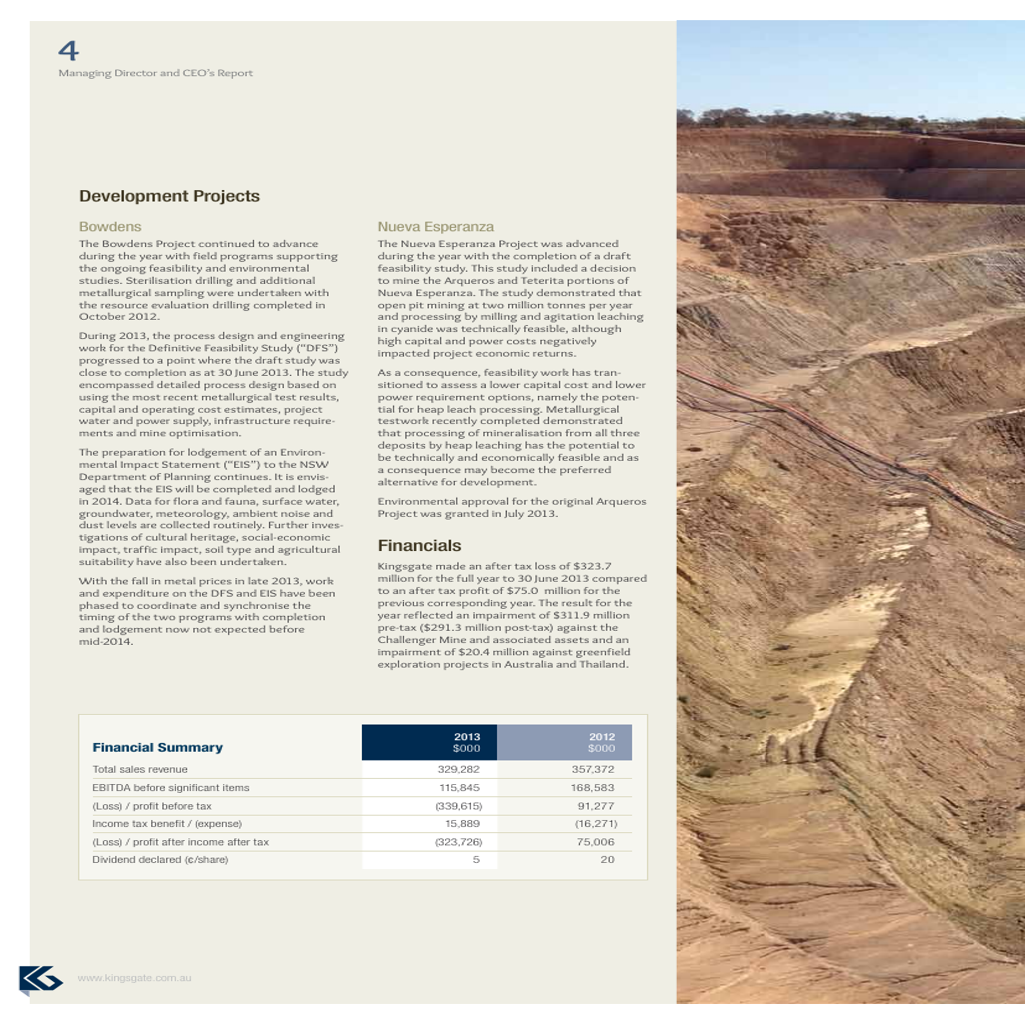 4
Managing Director and CEO's Report
Development Projects
Bowdens
The Bowdens Project continued to advance
during the year with field programs supporting
the ongoing feasibility and environmental
studies. Sterilisation drilling and additional
metallurgical sampling were undertaken with
the resource evaluation drilling completed in
October 2012.
During 2013, the process design and engineering
work for the Definitive Feasibility Study ("DFS")
progressed to a point where the draft study was
close to completion as at 30 June 2013. The study
encompassed detailed process design based on
using the most recent metallurgical test results,
capital and operating cost estimates, project
water and power supply, infrastructure require-
ments and mine optimisation.
The preparation for lodgement of an Environ-
mental Impact Statement ("EIS") to the NSW
Department of Planning continues. It is envis-
aged that the EIS will be completed and lodged
in 2014. Data for flora and fauna, surface water,
groundwater, meteorology, ambient noise and
dust levels are collected routinely. Further inves-
tigations of cultural heritage, social-economic
impact, traffic impact, soil type and agricultural
suitability have also been undertaken.
With the fall in metal prices in late 2013, work
and expenditure on the DFS and EIS have been
phased to coordinate and synchronise the
timing of the two programs with completion
and lodgement now not expected before
mid-2014.
Nueva Esperanza
The Nueva Esperanza Project was advanced
during the year with the completion of a draft
feasibility study. This study included a decision
to mine the Arqueros and Teterita portions of
Nueva Esperanza. The study demonstrated that
open pit mining at two million tonnes per year
and processing by milling and agitation leaching
in cyanide was technically feasible, although
high capital and power costs negatively
impacted project economic returns.
As a consequence, feasibility work has tran-
sitioned to assess a lower capital cost and lower
power requirement options, namely the poten-
tial for heap leach processing. Metallurgical
testwork recently completed demonstrated
that processing of mineralisation from all three
deposits by heap leaching has the potential to
be technically and economically feasible and as
a consequence may become the preferred
alternative for development.
Environmental approval for the original Arqueros
Project was granted in July 2013.
Financials
Kingsgate made an after tax loss of $323.7
million for the full year to 30 June 2013 compared
to an after tax profit of $75.0 million for the
previous corresponding year. The result for the
year reflected an impairment of $311.9 million
pre-tax ($291.3 million post-tax) against the
Challenger Mine and associated assets and an
impairment of $20.4 million against greenfield
exploration projects in Australia and Thailand.
Financial Summary 2013 $000 2012 $000
Total sales revenue 329,282 357,372
EBITDA before significant items 115,845 168,583
(Loss) / profit before tax (339,615) 91,277
Income tax benefit / (expense) 15,889 (16,271)
(Loss) / profit after income after tax (323,726) 75,006
Dividend declared (¢/share) 5 20
www.kingsgate.com.au